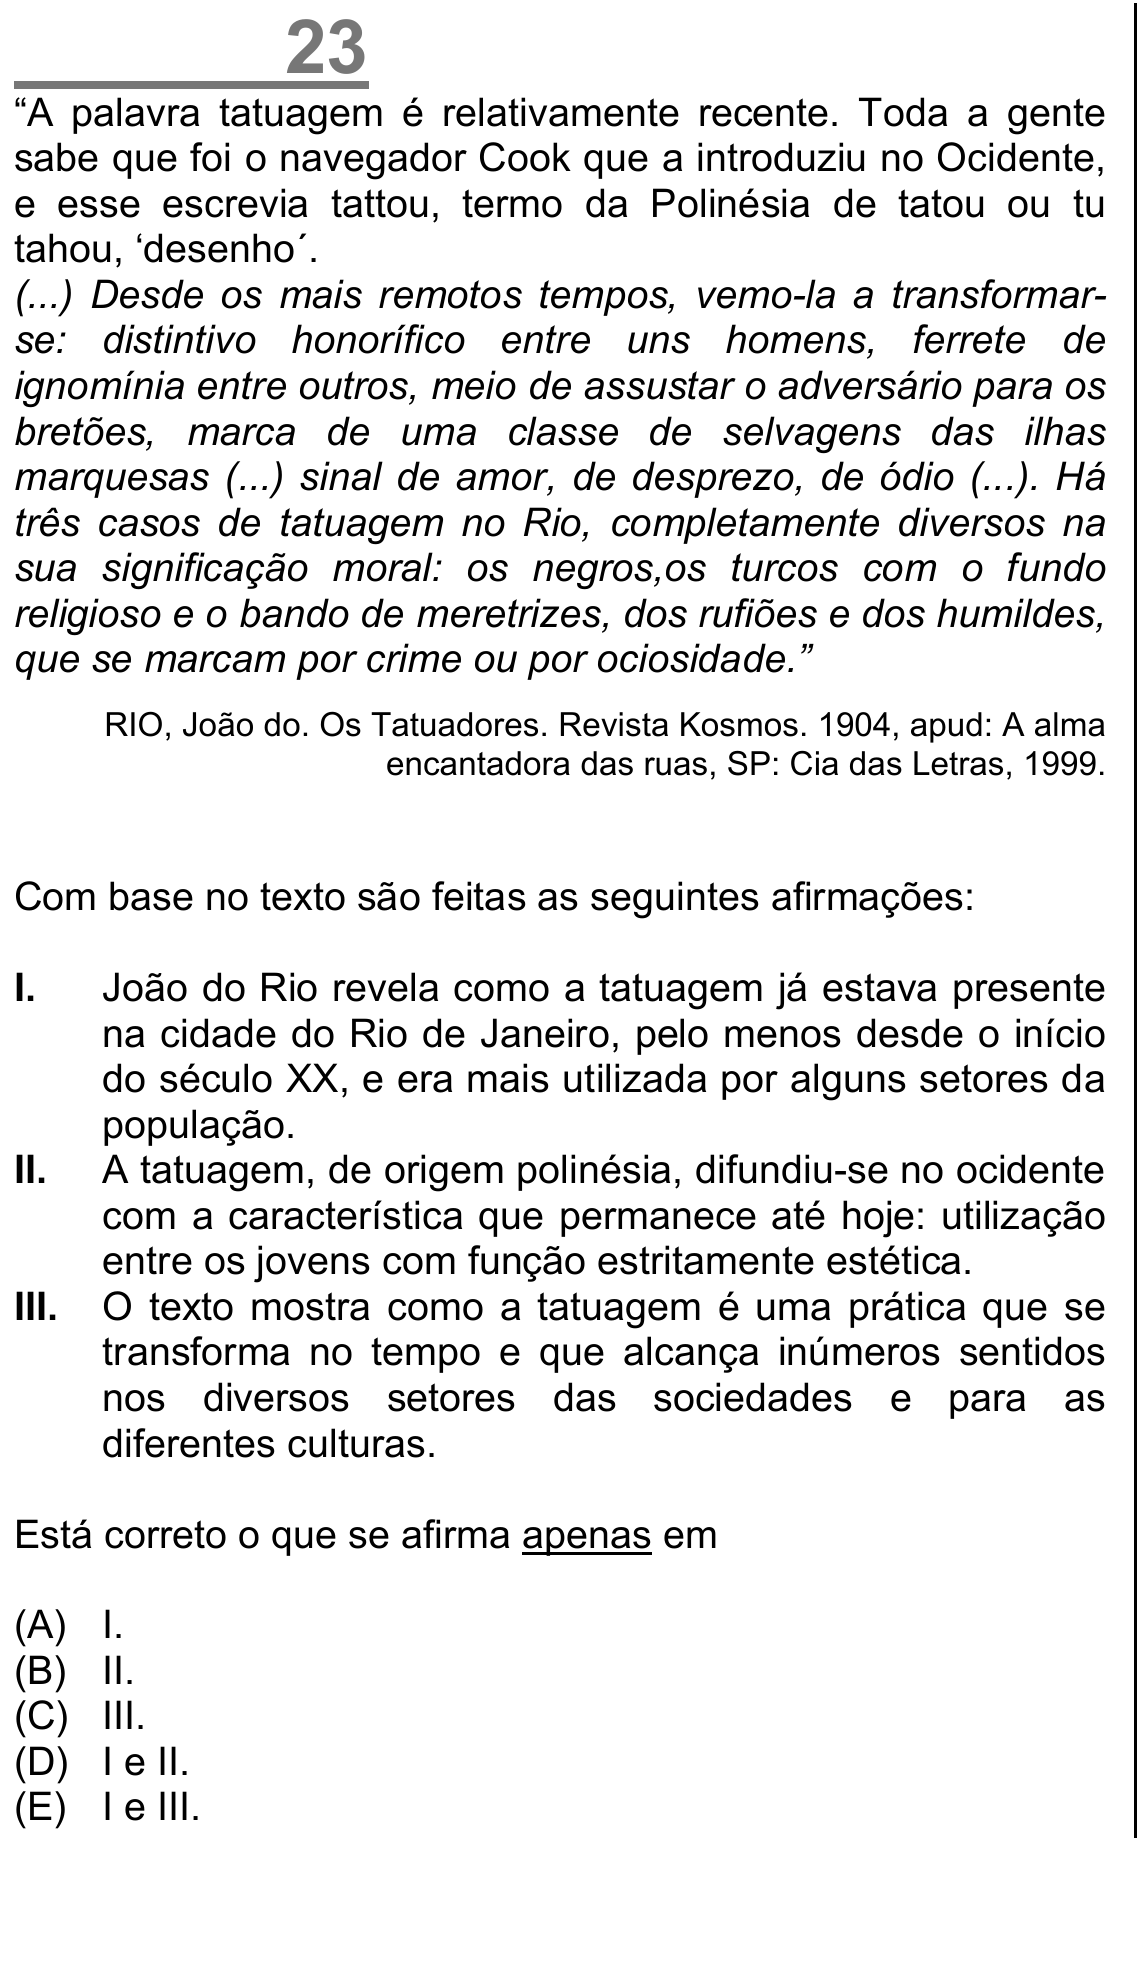 23
“A palavra tatuagem é relativamente recente. Toda a gente
sabe que foi o navegador Cook que a introduziu no Ocidente,
e esse escrevia tattou, termo da Polinésia de tatou ou tu
tahou, ‘desenho´.
(...) Desde os mais remotos tempos, vemo-la a transformar-
se: distintivo honorífico entre uns homens, ferrete de
ignomínia entre outros, meio de assustar o adversário para os
bretões, marca de uma classe de selvagens das ilhas
marquesas (...) sinal de amor, de desprezo, de ódio (...). Há
três casos de tatuagem no Rio, completamente diversos na
sua significação moral: os negros,os turcos com o fundo
religioso e o bando de meretrizes, dos rufiões e dos humildes,
que se marcam por crime ou por ociosidade.”
RIO, João do. Os Tatuadores. Revista Kosmos. 1904, apud: A alma
encantadora das ruas, SP: Cia das Letras, 1999.
Com base no texto são feitas as seguintes afirmações:
I. João do Rio revela como a tatuagem já estava presente
na cidade do Rio de Janeiro, pelo menos desde o início
do século XX, e era mais utilizada por alguns setores da
população.
II. A tatuagem, de origem polinésia, difundiu-se no ocidente
com a característica que permanece até hoje: utilização
entre os jovens com função estritamente estética.
III. O texto mostra como a tatuagem é uma prática que se
transforma no tempo e que alcança inúmeros sentidos
nos diversos setores das sociedades e para as
diferentes culturas.
Está correto o que se afirma apenas em
(A) I.
(B) II.
(C) III.
(D) I e II.
(E) I e III.